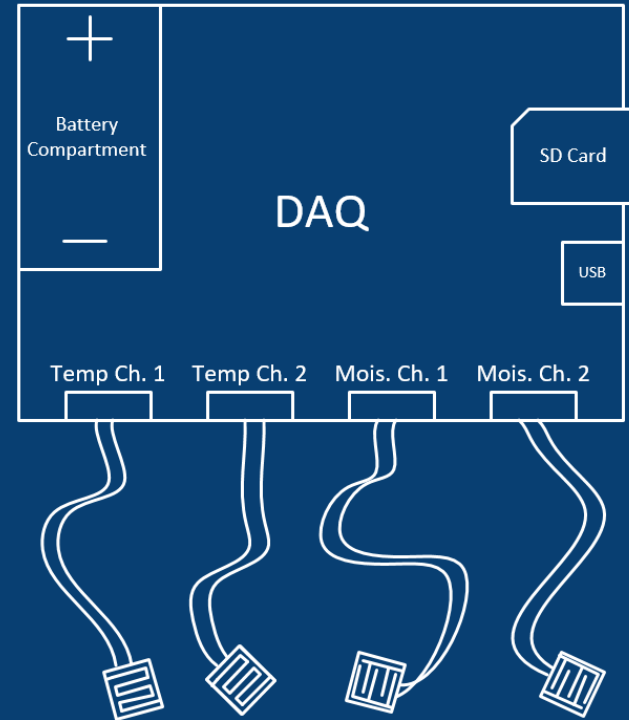 +
Battery
Compartment
—
SD Card
DAQ
USB
Temp Ch. 1
Temp Ch. 2
Mois. Ch. 1
Mois. Ch. 2